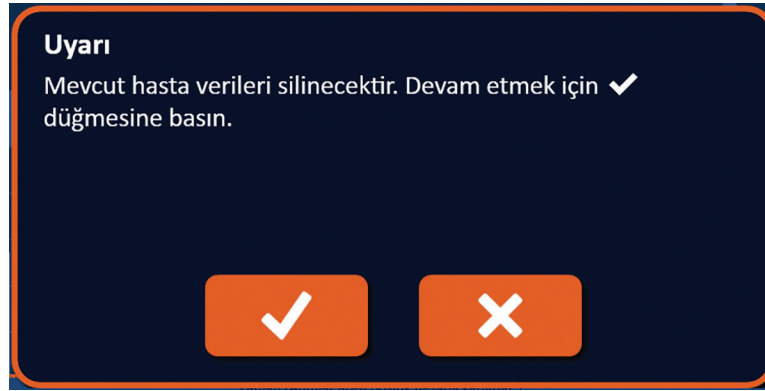 Uyarı
Mevcut hasta verileri silinecektir. Devam etmek için ✔
düğmesine basın.